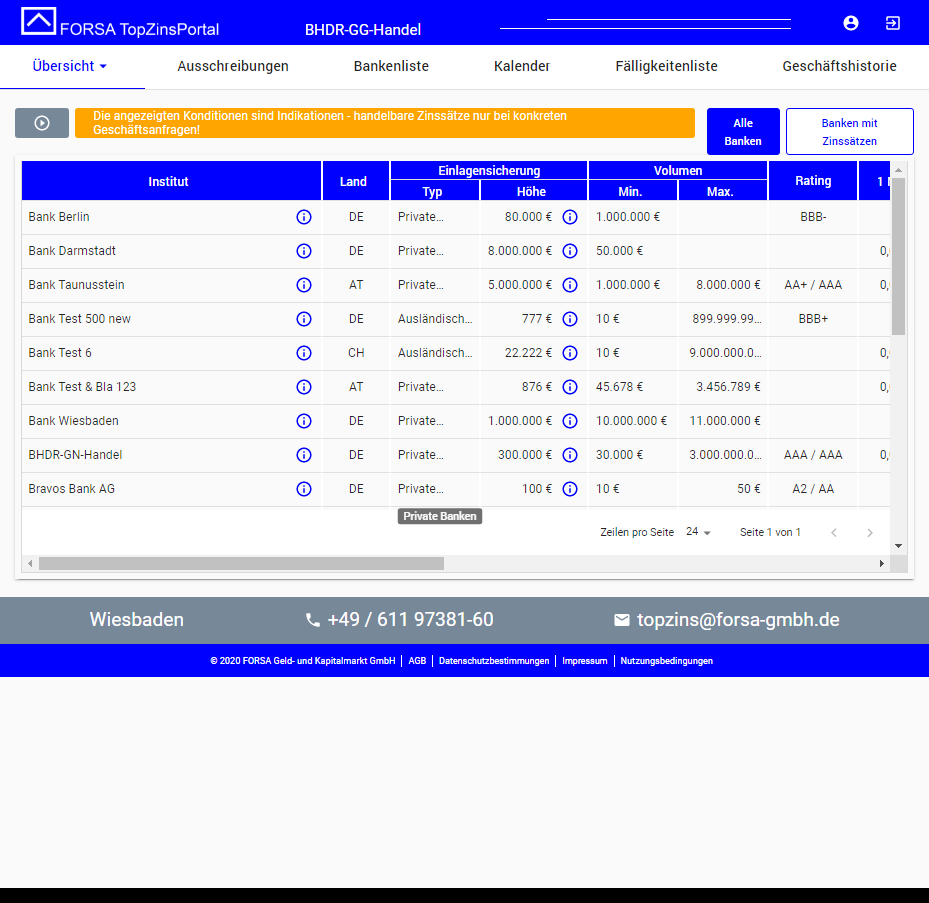 FORSA TopZinsPortal
BHDR-GG-Handel
Übersicht Ausschreibungen Bankenliste Kalender Fälligkeitenliste Geschäftshistorie
Die angezeigten Konditionen sind Indikationen - handelbare Zinssätze nur bei konkreten
Geschäftsanfragen!
Alle
Banken
Banken mit
Zinssätzen
Institut Land Einlagensicherung Volumen Rating 1
Typ Höhe Min. Max.
Bank Berlin DE Private... 80.000 € 1.000.000 € BBB-
Bank Darmstadt DE Private... 8.000.000 € 50.000 € 0,
Bank Taunusstein AT Private... 5.000.000 € 1.000.000 € 8.000.000 € AA+ / AAA 0,
Bank Test 500 new DE Ausländisch... 777 € 10 € 899.999.99... BBB+
Bank Test 6 CH Ausländisch... 22.222 € 10 € 9.000.000.0... 0,
Bank Test & Bla 123 AT Private... 876 € 45.678 € 3.456.789 € 0,
Bank Wiesbaden DE Private... 1.000.000 € 10.000.000 € 11.000.000 €
BHDR-GN-Handel DE Private... 300.000 € 30.000 € 3.000.000.0... AAA / AAA 0,
Bravos Bank AG DE Private... 100 € 10 € 50 € A2 / AA
Private Banken
Zeilen pro Seite 24 Seite 1 von 1
Wiesbaden +49 / 611 97381-60 topzins@forsa-gmbh.de
© 2020 FORSA Geld- und Kapitalmarkt GmbH | AGB | Datenschutzbestimmungen | Impressum | Nutzungsbedingungen